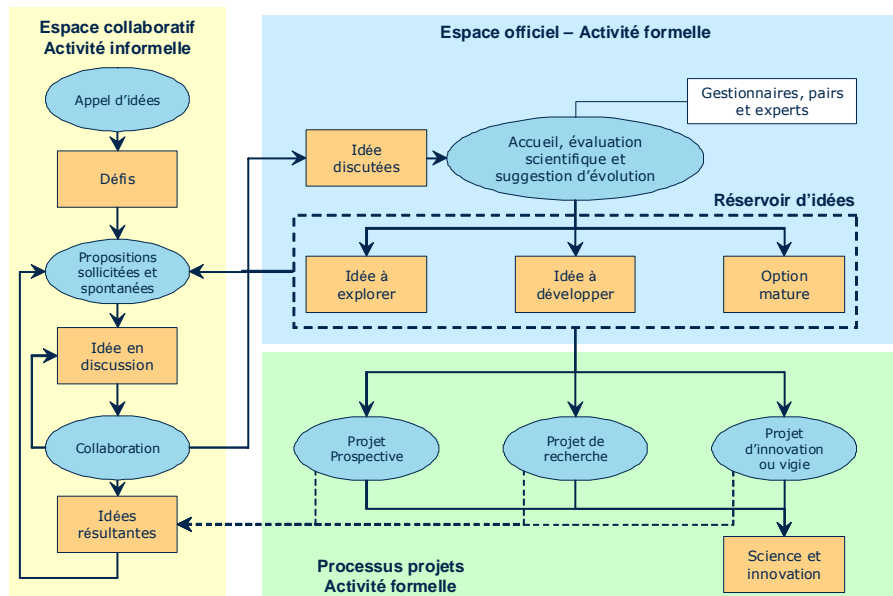 Espace collaboratif
Activité informelle
Appel d'idées
Défis
Propositions
sollicitées et
spontanées
Idée en
discussion
Collaboration
Idées
résultantes
Espace officiel – Activité formelle
Gestionnaires, pairs
et experts
Idée
discutées
Accueil, évaluation
scientifique et
suggestion d'évolution
Réservoir d'idées
Idée à
explorer
Idée à
développer
Option
mature
Projet
Prospective
Projet de
recherche
Projet
d'innovation
ou vigie
Science et
innovation
Processus projets
Activité formelle